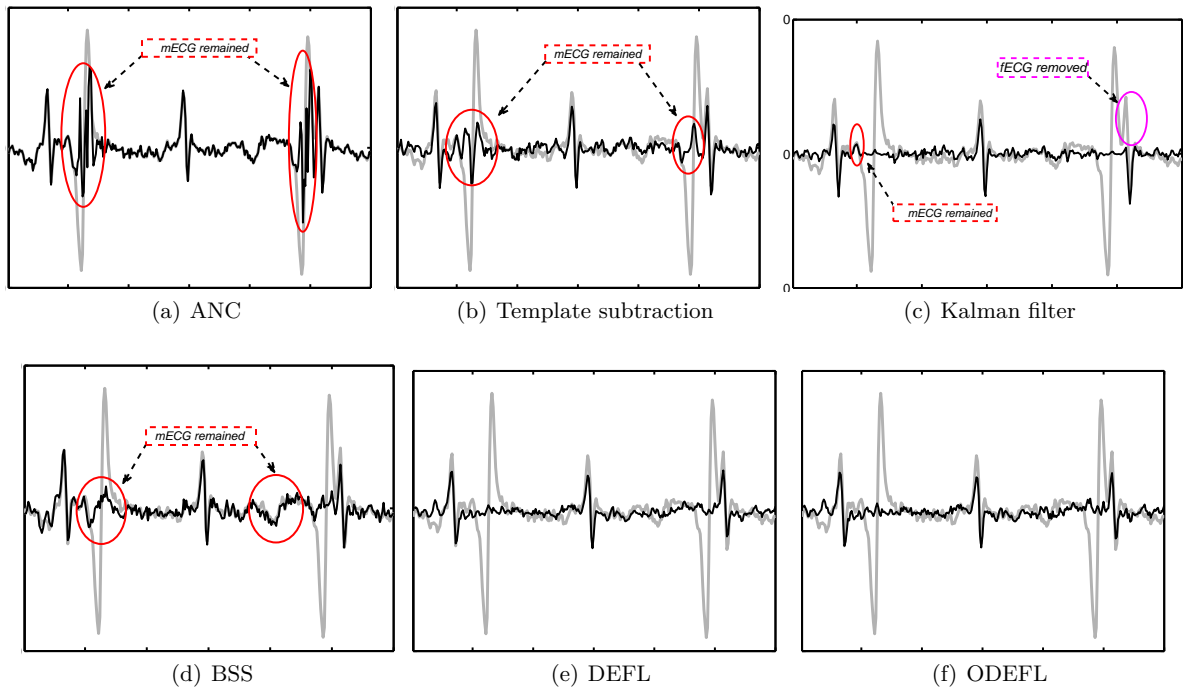 mECG remained
(a) ANC
mECG remained
(b) Template subtraction
0
fECG removed
0
mECG remained
0
(c) Kalman filter
mECG remained
(d) BSS
(e) DEFL
(f) ODEFL